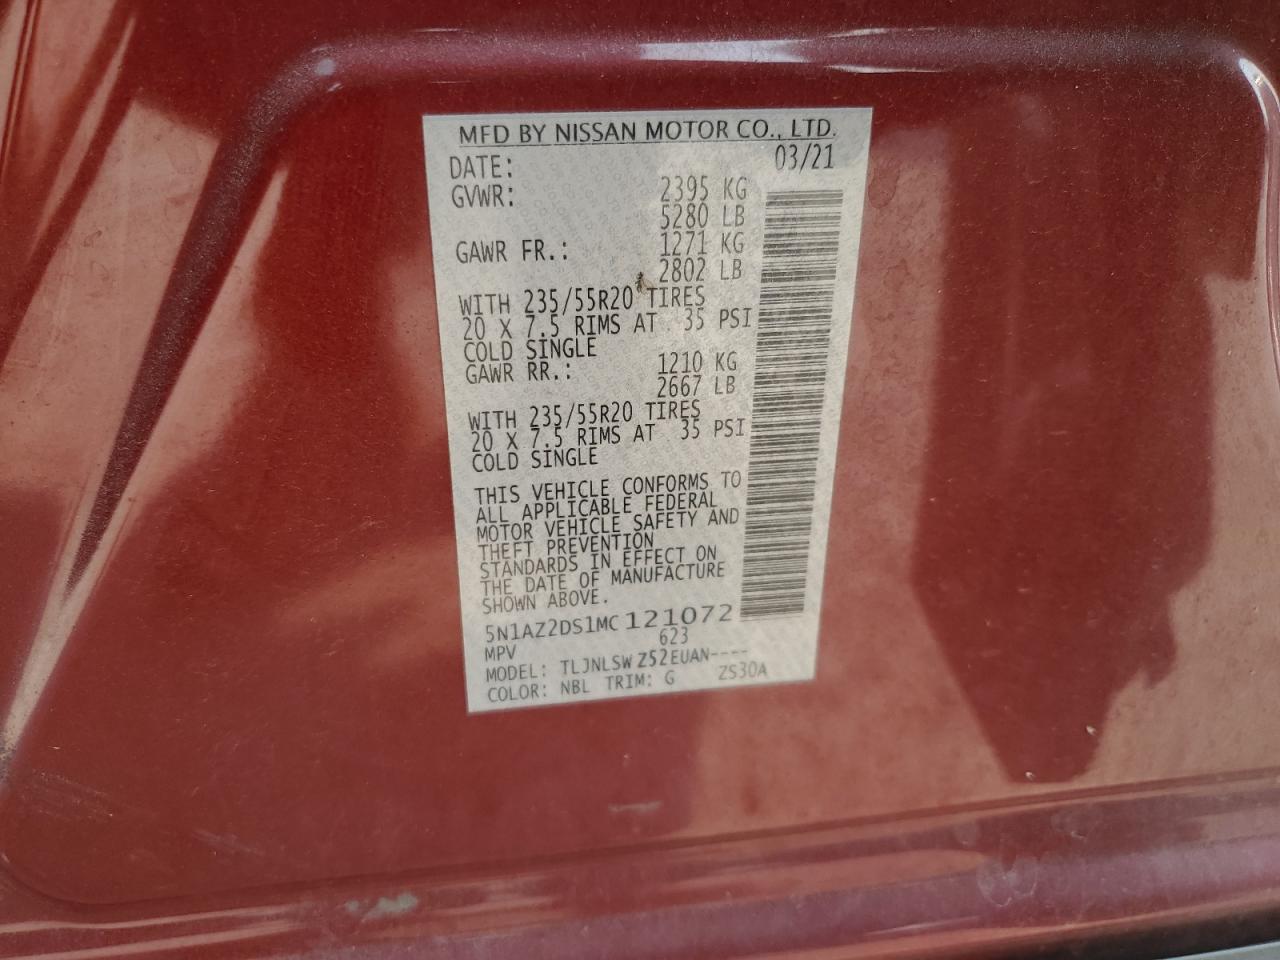 MFD BY NISSAN MOTOR CO., LTD.
DATE: 03/21
GVWR: 2395 KG
5280 LB
GAWR FR.: 1271 KG
2802 LB
WITH 235/55R20 TIRES
20 X 7.5 RIMS AT 35 PSI
COLD SINGLE
GAWR RR.: 1210 KG
2667 LB
WITH 235/55R20 TIRES
20 X 7.5 RIMS AT 35 PSI
COLD SINGLE
THIS VEHICLE CONFORMS TO
ALL APPLICABLE FEDERAL
MOTOR VEHICLE SAFETY AND
THEFT PREVENTION
STANDARDS IN EFFECT ON
THE DATE OF MANUFACTURE
SHOWN ABOVE.
5N1AZ2DS1MC 121072
MPV 623
MODEL: TLJNLSW Z52EUAN----
COLOR: NBL TRIM: G ZS30A